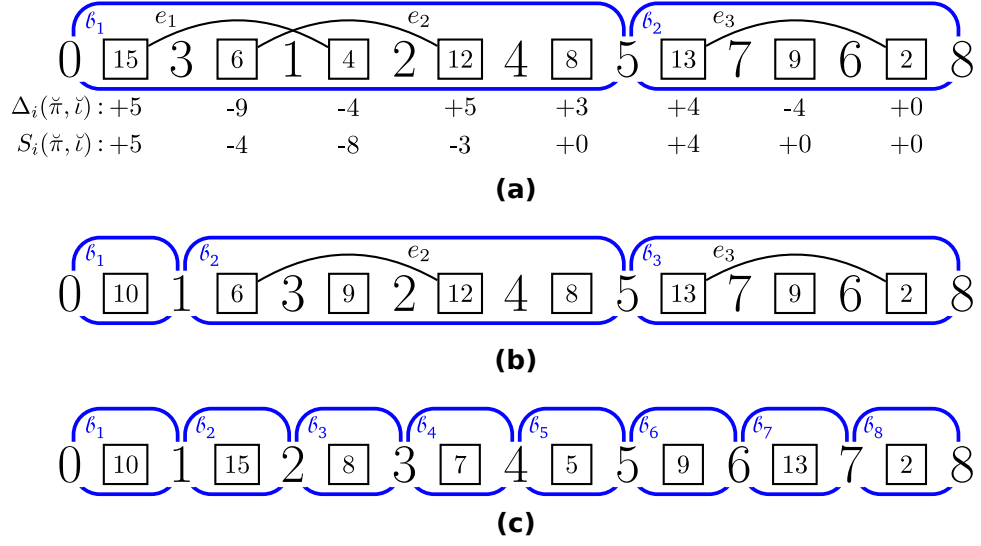 𝒷₁ e₁ e₂ 𝒷₂ e₃
0 15 3 6 1 4 2 12 4 8 5 13 7 9 6 2 8
Δᵢ(π̆, ῐ) : +5 -9 -4 +5 +3 +4 -4 +0
Sᵢ(π̆, ῐ) : +5 -4 -8 -3 +0 +4 +0 +0
(a)
𝒷₁ 𝒷₂ e₂ 𝒷₃ e₃
0 10 1 6 3 9 2 12 4 8 5 13 7 9 6 2 8
(b)
𝒷₁ 𝒷₂ 𝒷₃ 𝒷₄ 𝒷₅ 𝒷₆ 𝒷₇ 𝒷₈
0 10 1 15 2 8 3 7 4 5 5 9 6 13 7 2 8
(c)